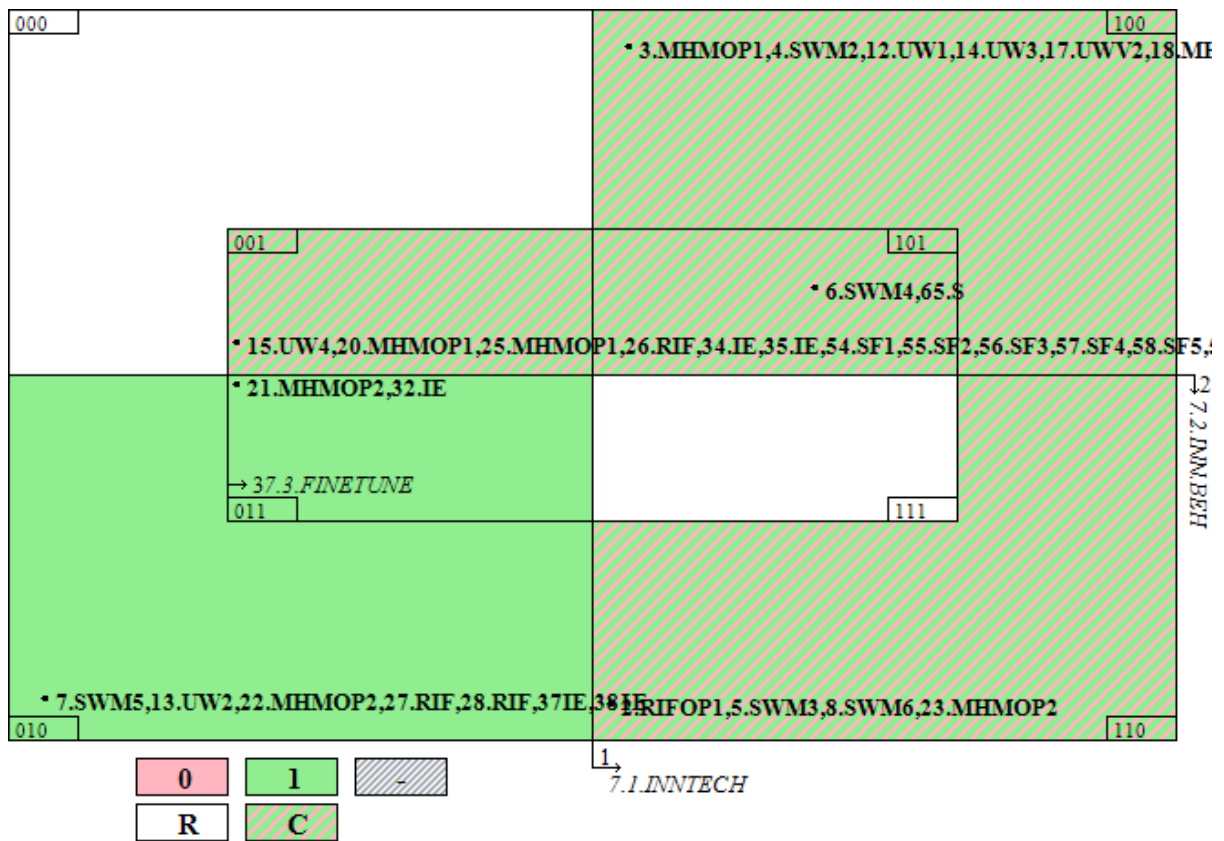 000
100
3.MHMOP1,4.SWM2,12.UW1,14.UW3,17.UWV2,18.MH
001
101
6.SWM4,65.S
15.UW4,20.MHMOP1,25.MHMOP1,26.RIF,34.IE,35.IE,54.SF1,55.SF2,56.SF3,57.SF4,58.SF5,5
21.MHMOP2,32.IE
2
7.2.INN.BEH
37.3.FINETUNE
011
111
7.SWM5,13.UW2,22.MHMOP2,27.RIF,28.RIF,37IE,38IE
2.RIFOP1,5.SWM3,8.SWM6,23.MHMOP2
010
110
1
7.1.INNTECH
0
1
-
R
C